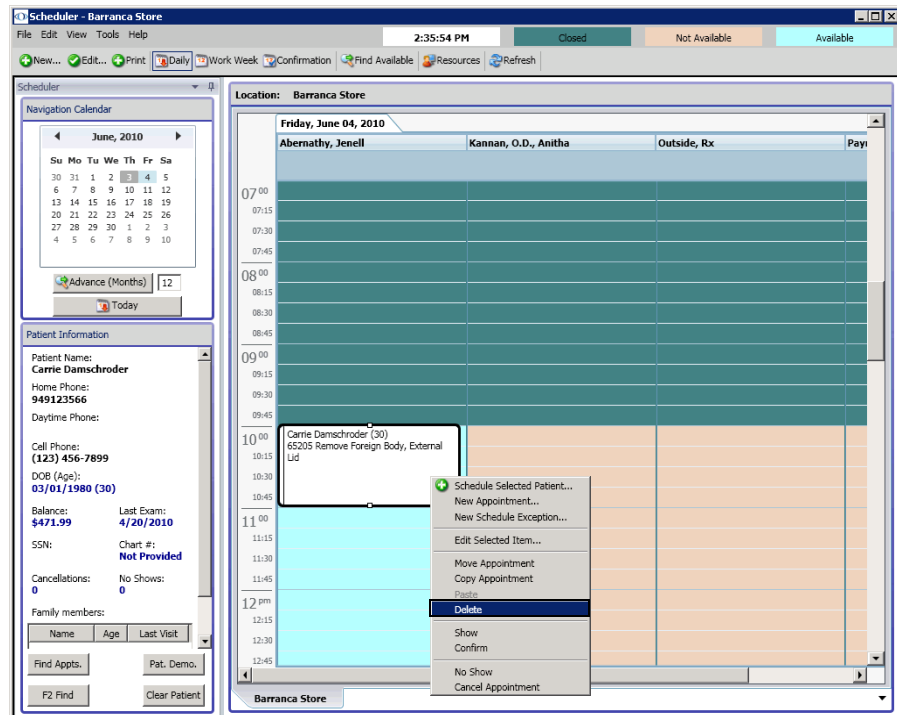 Scheduler - Barranca Store
File Edit View Tools Help
2:35:54 PM Closed Not Available Available
New... Edit... Print Daily Work Week Confirmation Find Available Resources Refresh
Scheduler
Navigation Calendar
June, 2010
Su Mo Tu We Th Fr Sa
30 31 1 2 3 4 5
6 7 8 9 10 11 12
13 14 15 16 17 18 19
20 21 22 23 24 25 26
27 28 29 30 1 2 3
4 5 6 7 8 9 10
Advance (Months) 12
Today
Patient Information
Patient Name:
Carrie Damschroder
Home Phone:
949123566
Daytime Phone:
Cell Phone:
(123) 456-7899
DOB (Age):
03/01/1980 (30)
Balance: Last Exam:
$471.99 4/20/2010
SSN: Chart #:
Not Provided
Cancellations: No Shows:
0 0
Family members:
Name Age Last Visit
Find Appts. Pat. Demo.
F2 Find Clear Patient
Location: Barranca Store
Friday, June 04, 2010
Abernathy, Jenell Kannan, O.D., Anitha Outside, Rx Payn
07 00
07:15
07:30
07:45
08 00
08:15
08:30
08:45
09 00
09:15
09:30
09:45
10 00
10:15
10:30
10:45
11 00
11:15
11:30
11:45
12 pm
12:15
12:30
12:45
Carrie Damschroder (30)
65205 Remove Foreign Body, External
Lid
Schedule Selected Patient...
New Appointment...
New Schedule Exception...
Edit Selected Item...
Move Appointment
Copy Appointment
Paste
Delete
Show
Confirm
No Show
Cancel Appointment
Barranca Store